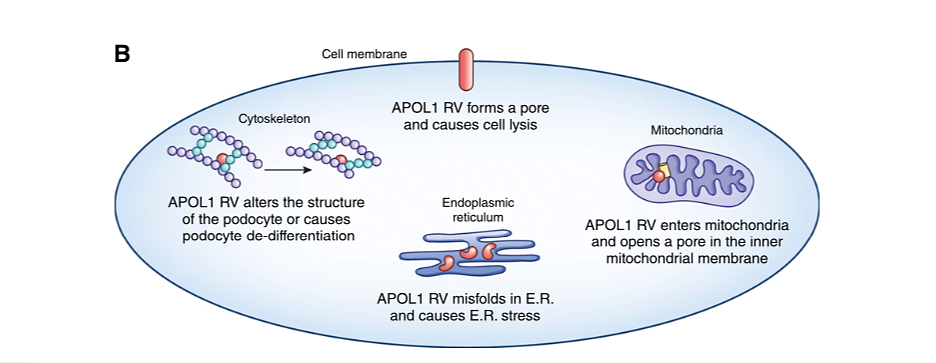 B
Cell membrane
APOL1 RV forms a pore
and causes cell lysis
Cytoskeleton
APOL1 RV alters the structure
of the podocyte or causes
podocyte de-differentiation
Endoplasmic
reticulum
APOL1 RV misfolds in E.R.
and causes E.R. stress
Mitochondria
APOL1 RV enters mitochondria
and opens a pore in the inner
mitochondrial membrane